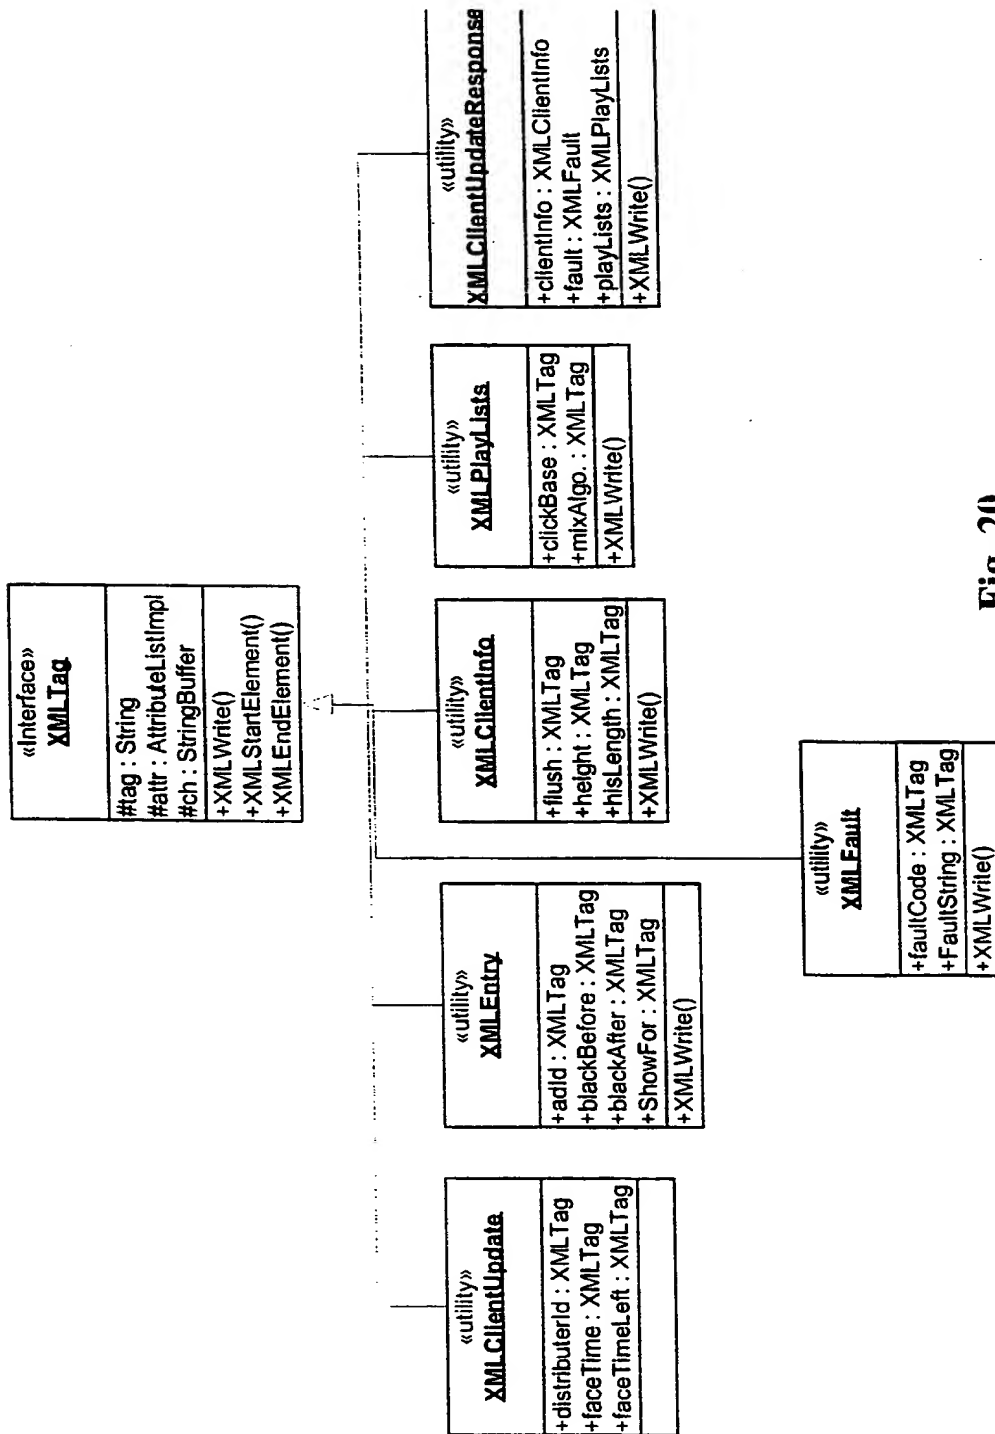 «Interface»
XMLTag
#tag : String
#attr : AttributeListImpl
#ch : StringBuffer
+XMLWrite()
+XMLStartElement()
+XMLEndElement()
«utility»
XMLClientUpdate
+distributerId : XMLTag
+faceTime : XMLTag
+faceTimeLeft : XMLTag
«utility»
XMLEntry
+adId : XMLTag
+blackBefore : XMLTag
+blackAfter : XMLTag
+ShowFor : XMLTag
+XMLWrite()
«utility»
XMLClientInfo
+flush : XMLTag
+height : XMLTag
+hisLength : XMLTag
+XMLWrite()
«utility»
XMLPlayLists
+clickBase : XMLTag
+mixAlgo. : XMLTag
+XMLWrite()
«utility»
XMLClientUpdateResponse
+clientInfo : XMLClientInfo
+fault : XMLFault
+playLists : XMLPlayLists
+XMLWrite()
«utility»
XMLFault
+faultCode : XMLTag
+FaultString : XMLTag
+XMLWrite()
Fig. 20